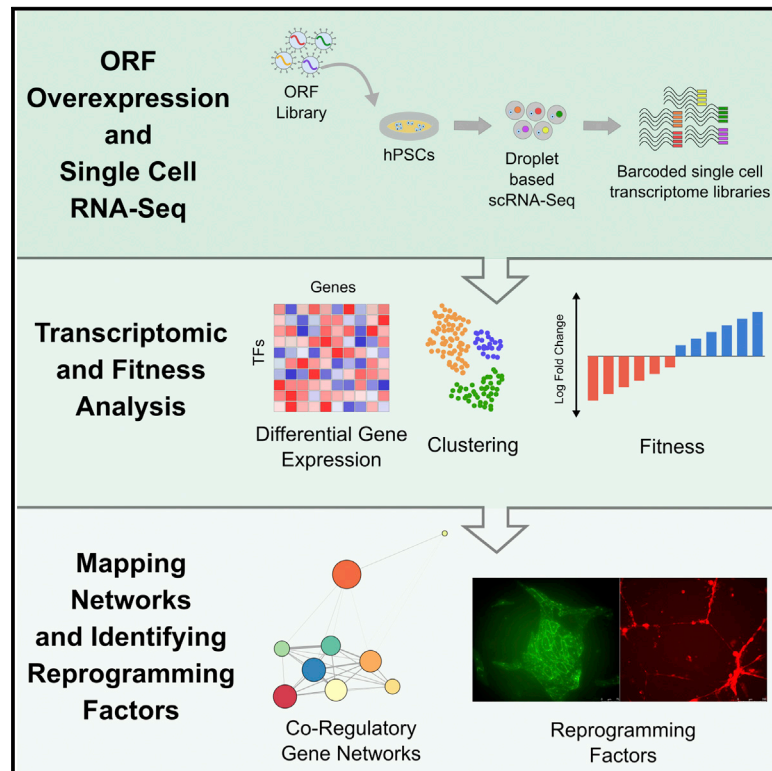 ORF
Overexpression
and
Single Cell
RNA-Seq
ORF
Library
hPSCs
Droplet
based
scRNA-Seq
Barcoded single cell
transcriptome libraries
Transcriptomic
and Fitness
Analysis
Genes
TFs
Differential Gene
Expression
Clustering
Log Fold Change
Fitness
Mapping
Networks
and Identifying
Reprogramming
Factors
Co-Regulatory
Gene Networks
Reprogramming
Factors